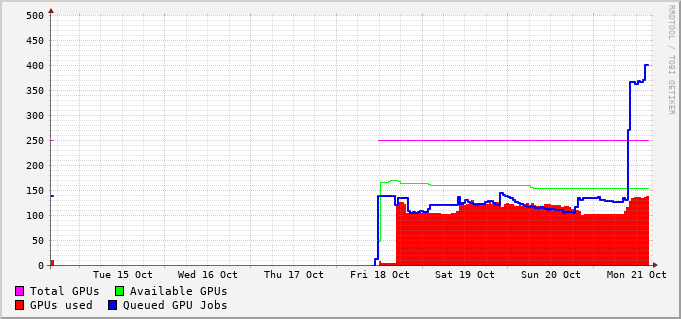 500
450
400
350
300
250
200
150
100
50
0
Tue 15 Oct Wed 16 Oct Thu 17 Oct Fri 18 Oct Sat 19 Oct Sun 20 Oct Mon 21 Oct
Total GPUs Available GPUs
GPUs used Queued GPU Jobs
RRDTOOL / TOBI OETIKER